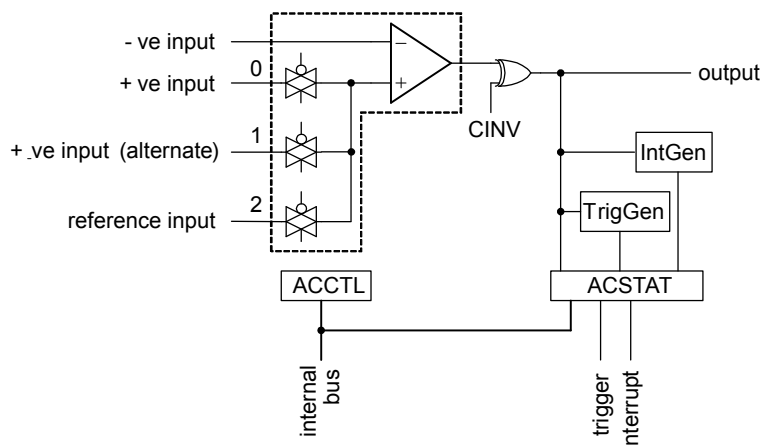 - ve input
0
+ ve input
output
CINV
1
+ -ve input (alternate)
IntGen
2
reference input
TrigGen
ACCTL
ACSTAT
internal
bus
trigger
nterrupt